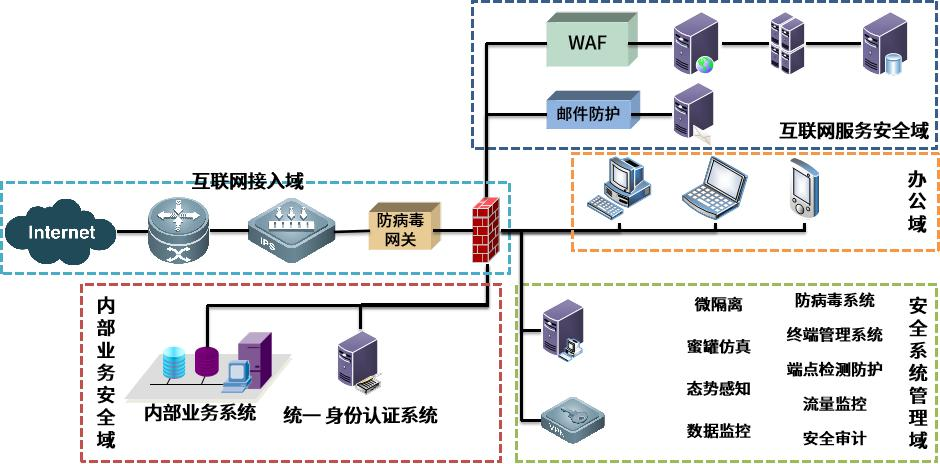 WAF
邮件防护
互联网服务安全域
互联网接入域
Internet
IPS
防病毒
网关
办公域
内部业务安全域
内部业务系统
统一 身份认证系统
VPN
微隔离
蜜罐仿真
态势感知
数据监控
防病毒系统
终端管理系统
端点检测防护
流量监控
安全审计
安全系统管理域